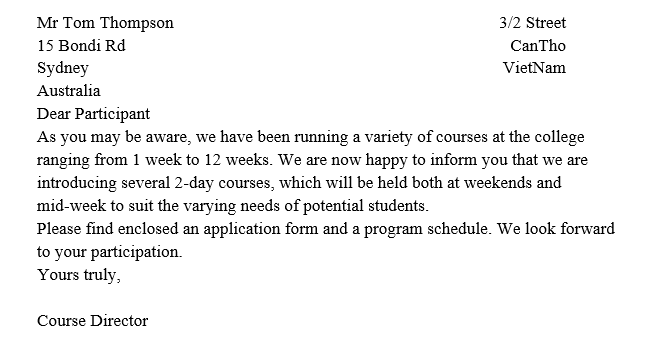 Mr Tom Thompson 3/2 Street
15 Bondi Rd CanTho
Sydney VietNam
Australia
Dear Participant
As you may be aware, we have been running a variety of courses at the college
ranging from 1 week to 12 weeks. We are now happy to inform you that we are
introducing several 2-day courses, which will be held both at weekends and
mid-week to suit the varying needs of potential students.
Please find enclosed an application form and a program schedule. We look forward
to your participation.
Yours truly,
Course Director